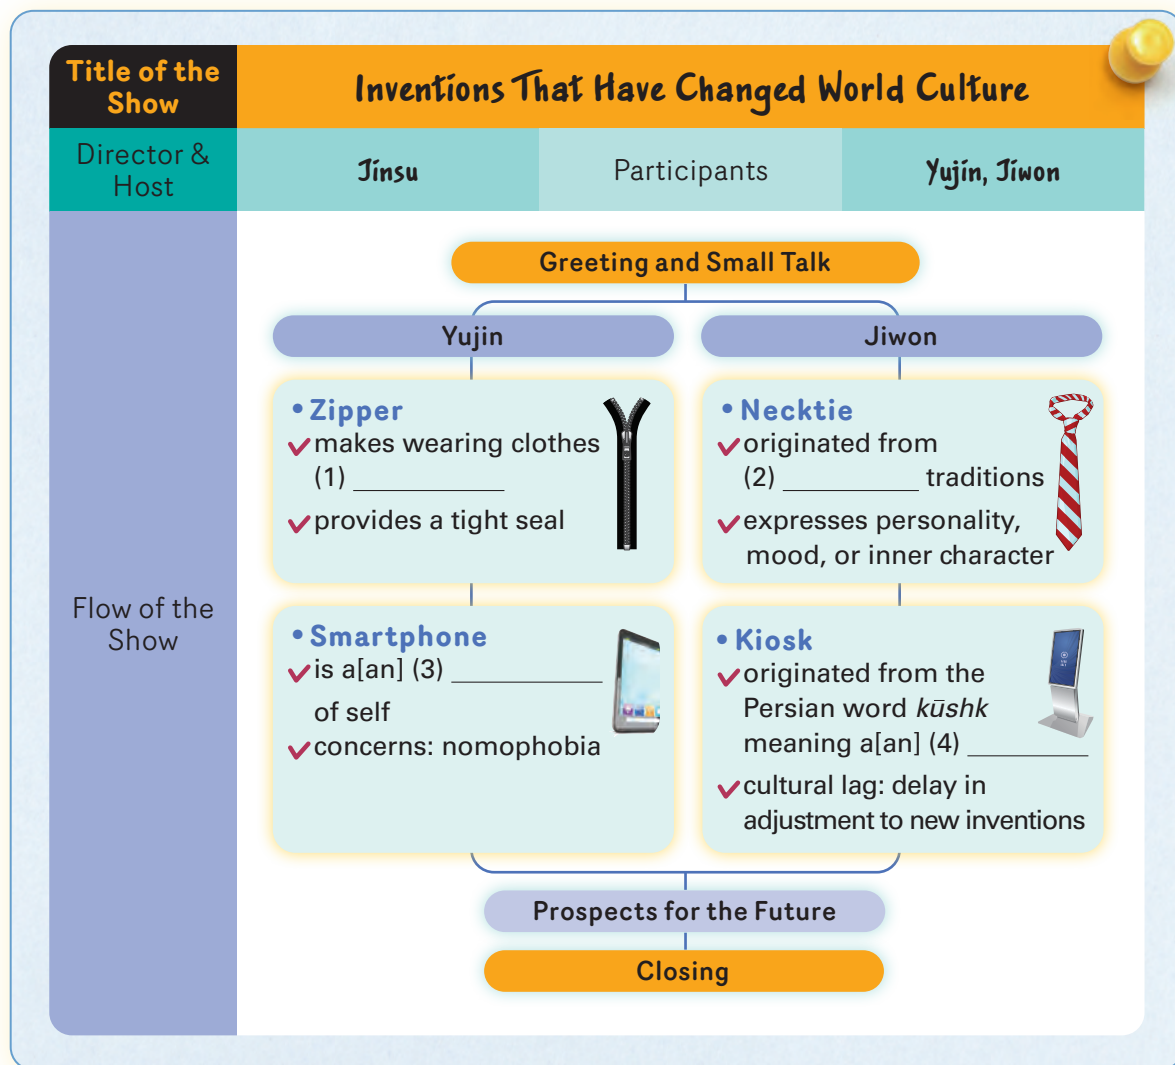 Title of the
Show
Inventions That Have Changed World Culture
Director &
Host
Jinsu
Participants
Yujin, Jiwon
Flow of the
Show
Greeting and Small Talk
Yujin
• Zipper
✓ makes wearing clothes
(1) ___________
✓ provides a tight seal
• Smartphone
✓ is a[an] (3) ___________
of self
✓ concerns: nomophobia
Jiwon
• Necktie
✓ originated from
(2) __________ traditions
✓ expresses personality,
mood, or inner character
• Kiosk
✓ originated from the
Persian word kūshk
meaning a[an] (4) _________
✓ cultural lag: delay in
adjustment to new inventions
Prospects for the Future
Closing